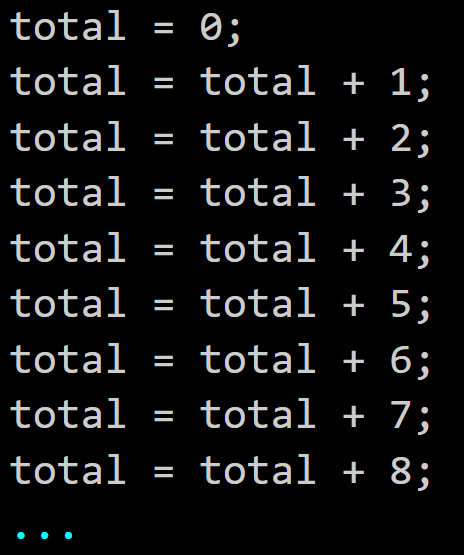 total = 0;
total = total + 1;
total = total + 2;
total = total + 3;
total = total + 4;
total = total + 5;
total = total + 6;
total = total + 7;
total = total + 8;
...